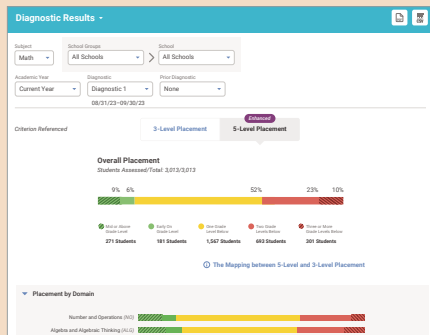 Diagnostic Results
CSV
Subject
Math
School Groups
All Schools
School
All Schools
Academic Year
Current Year
Diagnostic
Diagnostic 1
Prior Diagnostic
None
08/31/23–09/30/23
Criterion Referenced
3-Level Placement
Enhanced
5-Level Placement
Overall Placement
Students Assessed/Total: 3,013/3,013
9% 6% 52% 23% 10%
Mid or Above
Grade Level
271 Students
Early On
Grade Level
181 Students
One Grade
Level Below
1,567 Students
Two Grade
Levels Below
693 Students
Three or More
Grade Levels Below
301 Students
The Mapping between 5-Level and 3-Level Placement
Placement by Domain
Number and Operations (NO)
Algebra and Algebraic Thinking (ALG)